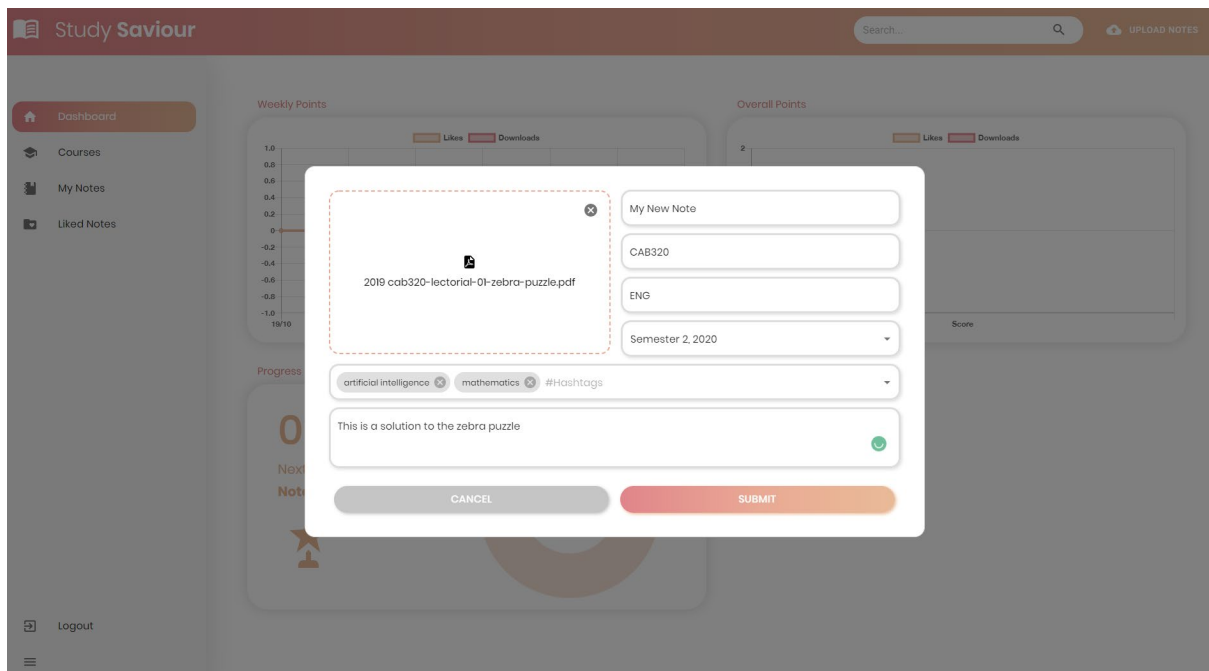 Study Saviour
Search...
UPLOAD NOTES
Dashboard
Courses
My Notes
Liked Notes
Logout
Weekly Points
Likes Downloads
1.0
0.8
0.6
0.4
0.2
0
-0.2
-0.4
-0.6
-0.8
-1.0
19/10
Overall Points
Likes Downloads
2
Score
2019 cab320-lectorial-01-zebra-puzzle.pdf
My New Note
CAB320
ENG
Semester 2, 2020
artificial intelligence mathematics #Hashtags
This is a solution to the zebra puzzle
CANCEL
SUBMIT
Progress
0